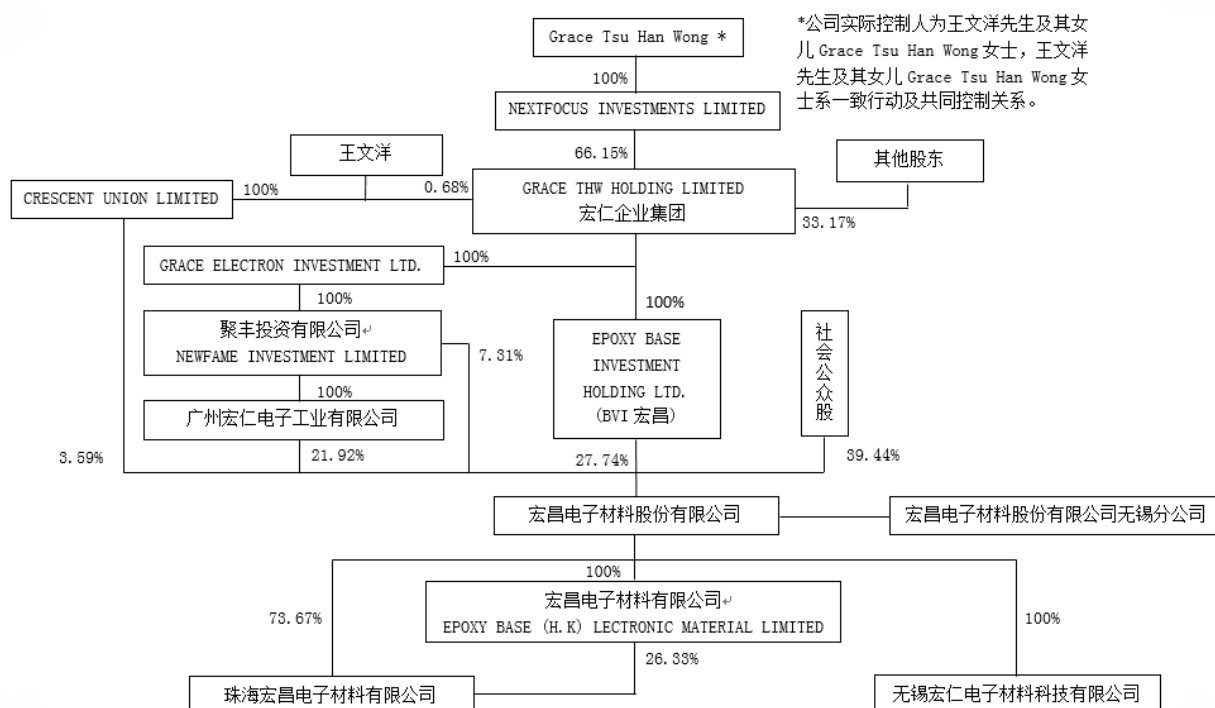 Grace Tsu Han Wong *
*公司实际控制人为王文洋先生及其女
儿 Grace Tsu Han Wong 女士，王文洋
先生及其女儿 Grace Tsu Han Wong 女
士系一致行动及共同控制关系。
100%
NEXTFOCUS INVESTMENTS LIMITED
王文洋
66.15%
其他股东
CRESCENT UNION LIMITED
100%
0.68%
GRACE THW HOLDING LIMITED
宏仁企业集团
33.17%
GRACE ELECTRON INVESTMENT LTD.
100%
100%
100%
聚丰投资有限公司
NEWFAME INVESTMENT LIMITED
7.31%
EPOXY BASE
INVESTMENT
HOLDING LTD.
(BVI 宏昌)
社
会
公
众
股
100%
广州宏仁电子工业有限公司
3.59%
21.92%
27.74%
39.44%
宏昌电子材料股份有限公司
宏昌电子材料股份有限公司无锡分公司
100%
宏昌电子材料有限公司
EPOXY BASE (H.K) LECTRONIC MATERIAL LIMITED
73.67%
100%
26.33%
珠海宏昌电子材料有限公司
无锡宏仁电子材料科技有限公司